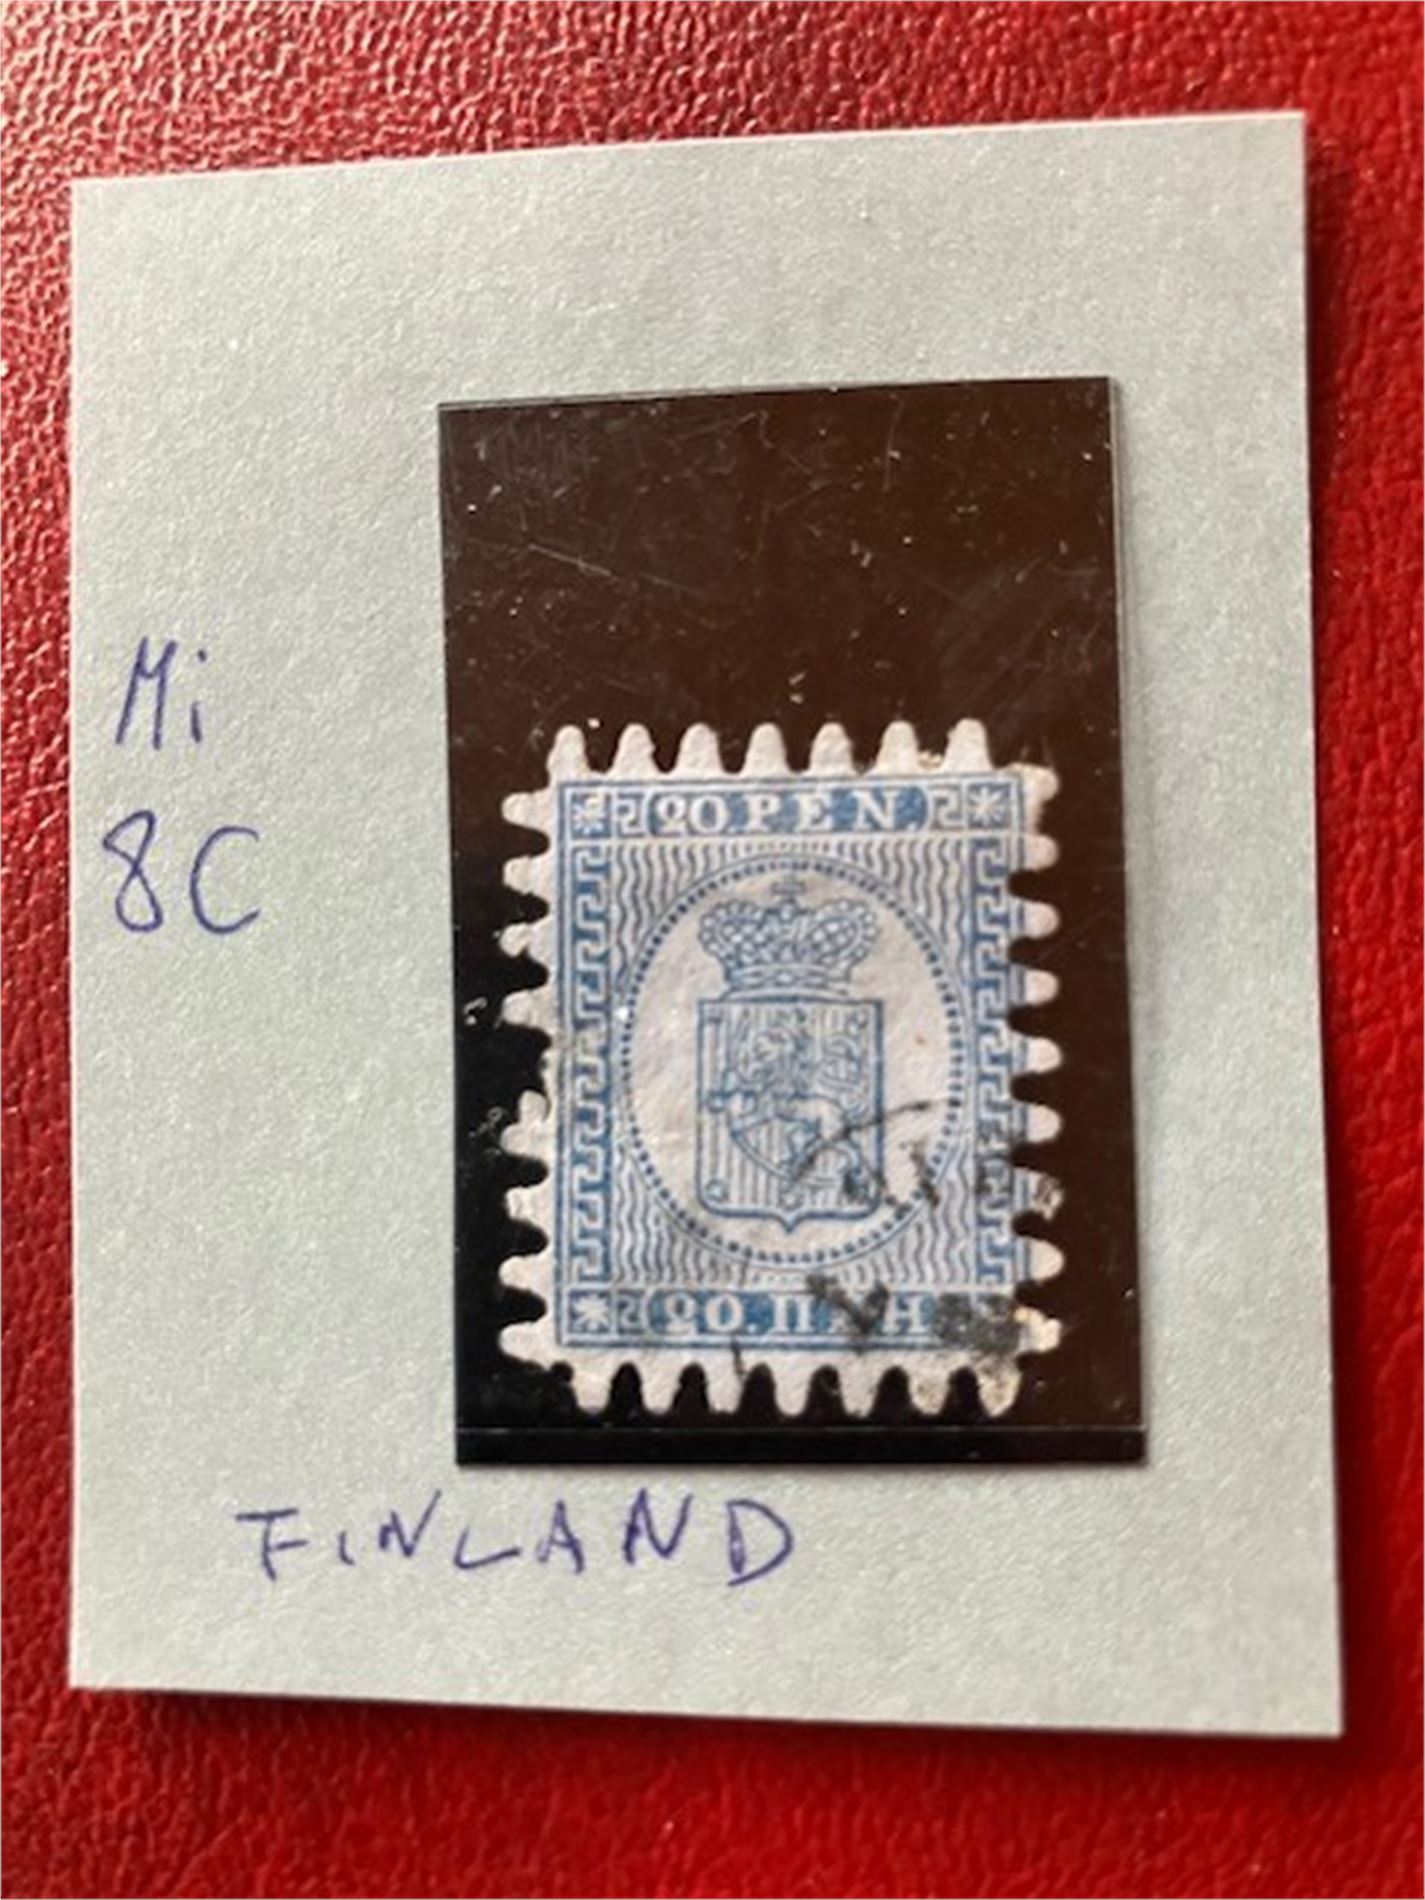 Mi
8C
20.PEN.
20.ПЕН
FINLAND